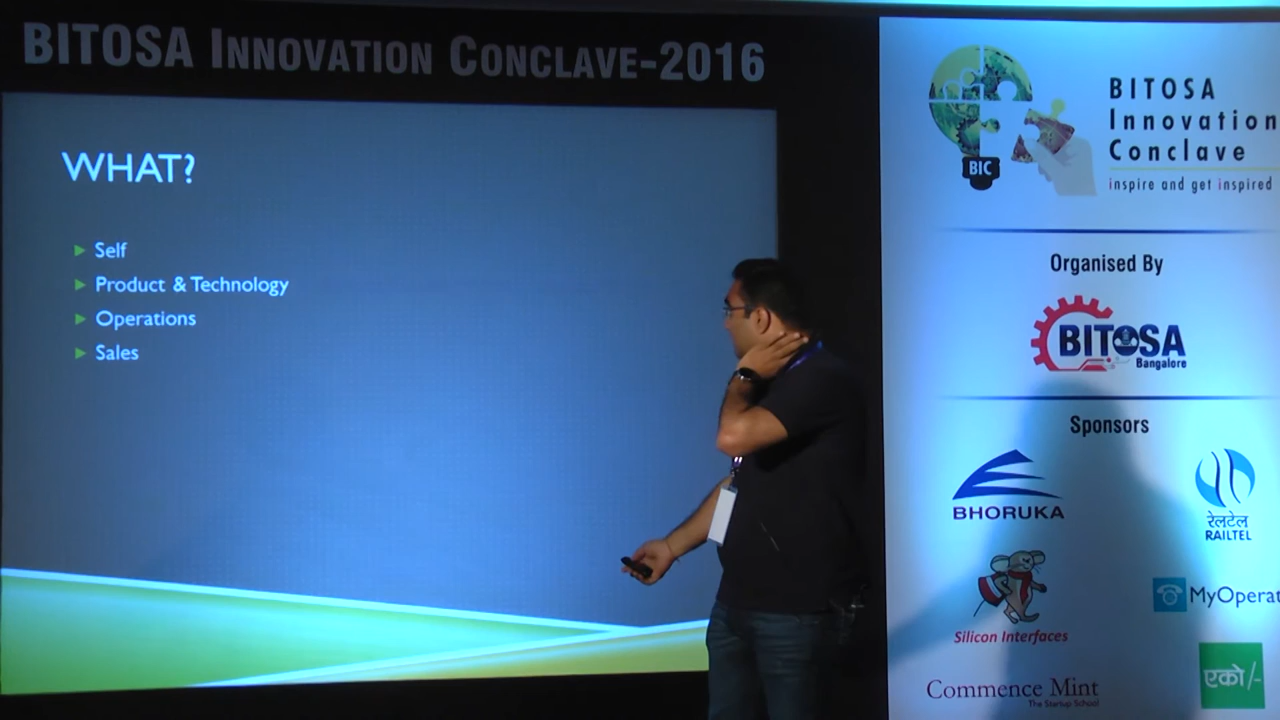 BITOSA INNOVATION CONCLAVE-2016
WHAT?
Self
Product & Technology
Operations
Sales
BIC
BITOSA
Innovation
Conclave
inspire and get inspired
Organised By
BITOSA
Bangalore
Sponsors
BHORUKA
रेलटेल
RAILTEL
Silicon Interfaces
MyOperat
Commence Mint
The Startup School
एको/-